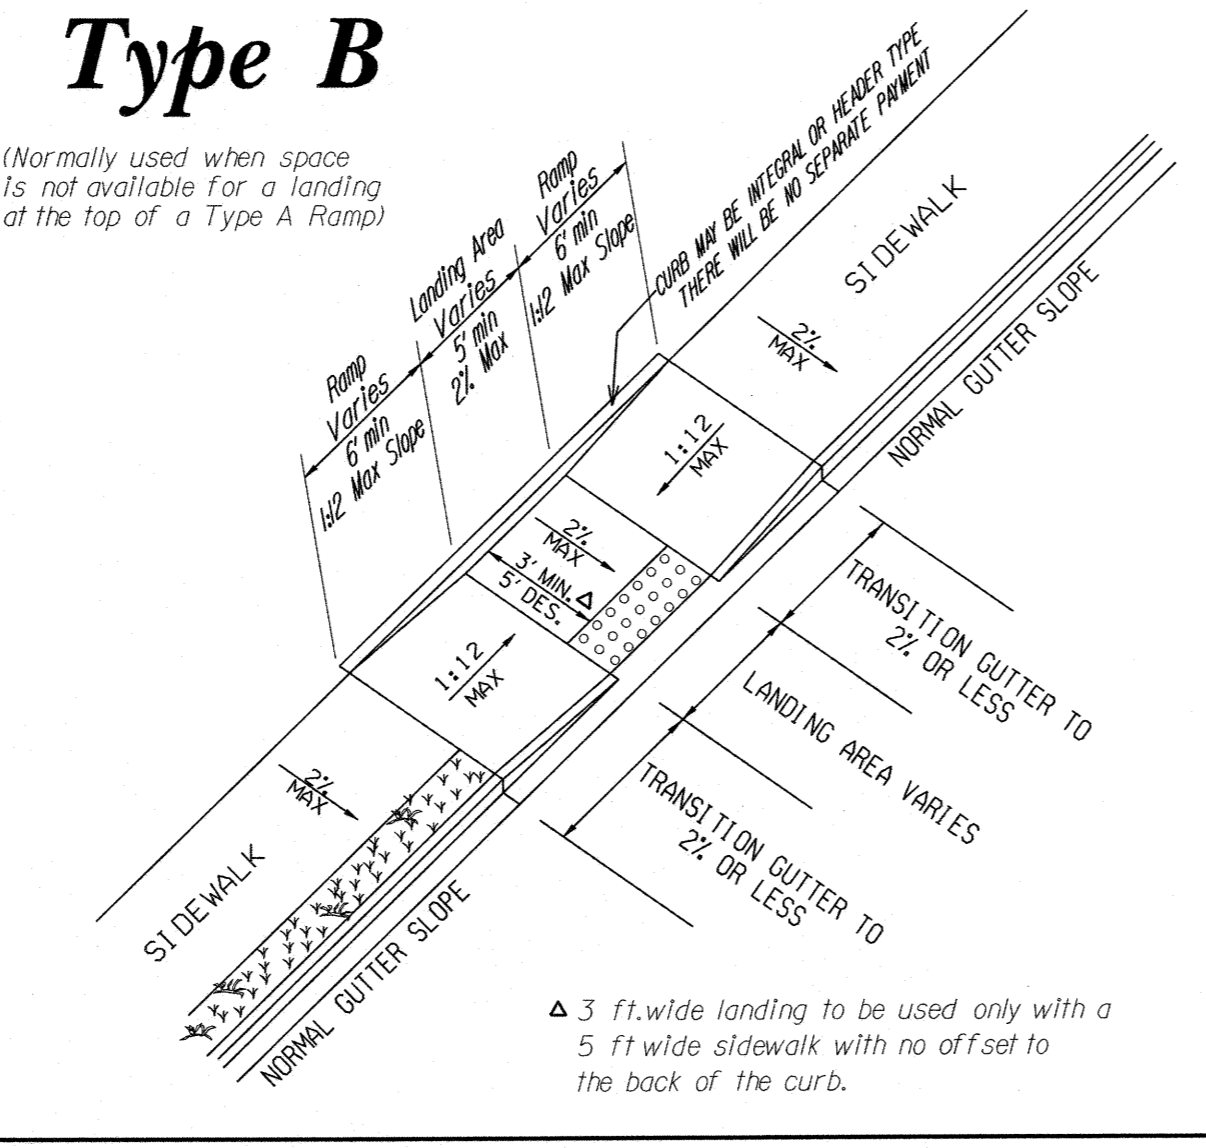 Type B
(Normally used when space
is not available for a landing
at the top of a Type A Ramp)
Ramp
Varies
6' min
1:12 Max Slope
Landing Area
Varies
5' min
2% Max
Ramp
Varies
6' min
1:12 Max Slope
CURB MAY BE INTEGRAL OR HEADER TYPE
THERE WILL BE NO SEPARATE PAYMENT
SIDEWALK
2%
MAX
NORMAL GUTTER SLOPE
1:12
MAX
2%
MAX
3' MIN. Δ
5' DES.
1:12
MAX
TRANSITION GUTTER TO
2% OR LESS
LANDING AREA VARIES
TRANSITION GUTTER TO
2% OR LESS
2%
MAX
SIDEWALK
NORMAL GUTTER SLOPE
Δ 3 ft.wide landing to be used only with a
5 ft wide sidewalk with no offset to
the back of the curb.